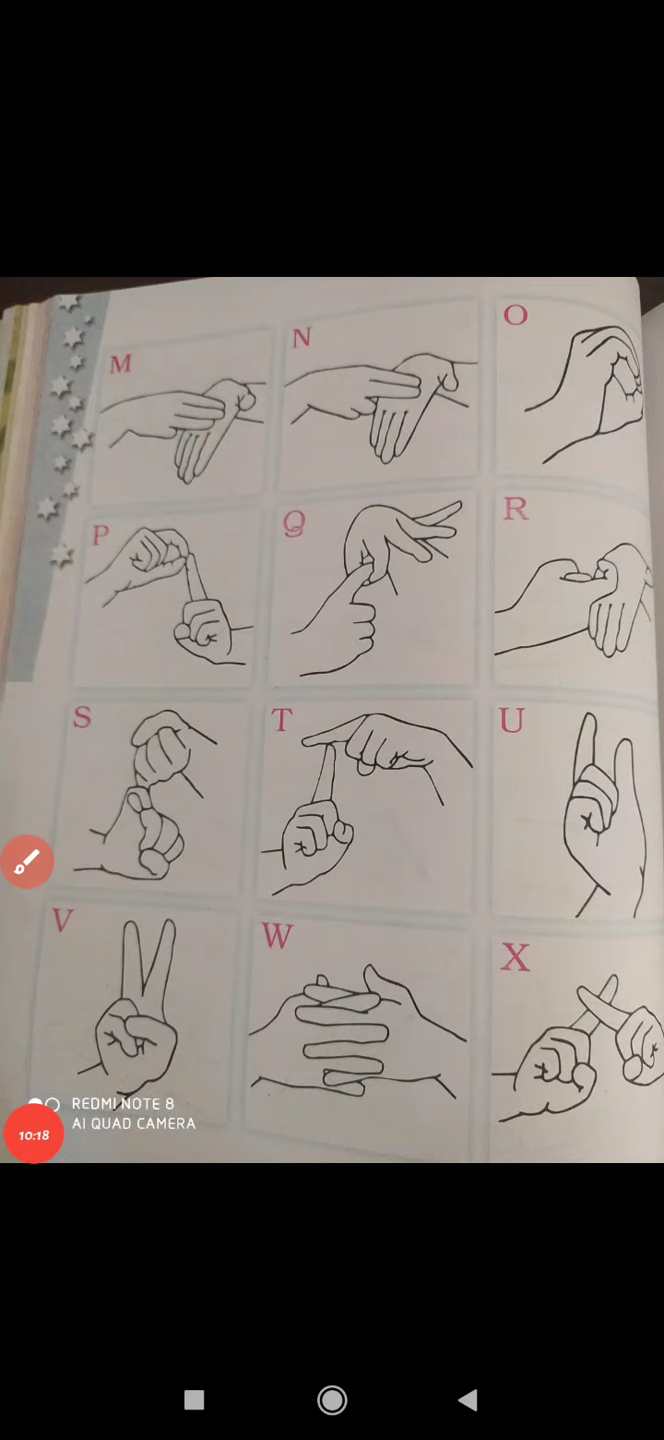 M N O
P Q R
S T U
V W X
REDMI NOTE 8
AI QUAD CAMERA
10:18